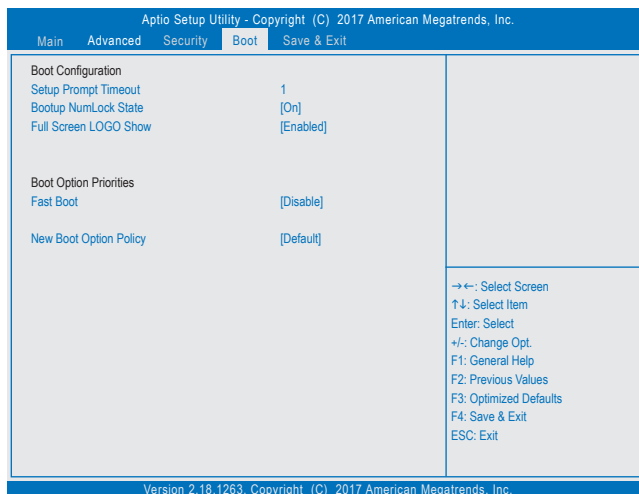 Aptio Setup Utility - Copyright (C) 2017 American Megatrends, Inc.
Main Advanced Security Boot Save & Exit
Boot Configuration
Setup Prompt Timeout 1
Bootup NumLock State [On]
Full Screen LOGO Show [Enabled]
Boot Option Priorities
Fast Boot [Disable]
New Boot Option Policy [Default]
→←: Select Screen
↑↓: Select Item
Enter: Select
+/-: Change Opt.
F1: General Help
F2: Previous Values
F3: Optimized Defaults
F4: Save & Exit
ESC: Exit
Version 2.18.1263. Copyright (C) 2017 American Megatrends, Inc.